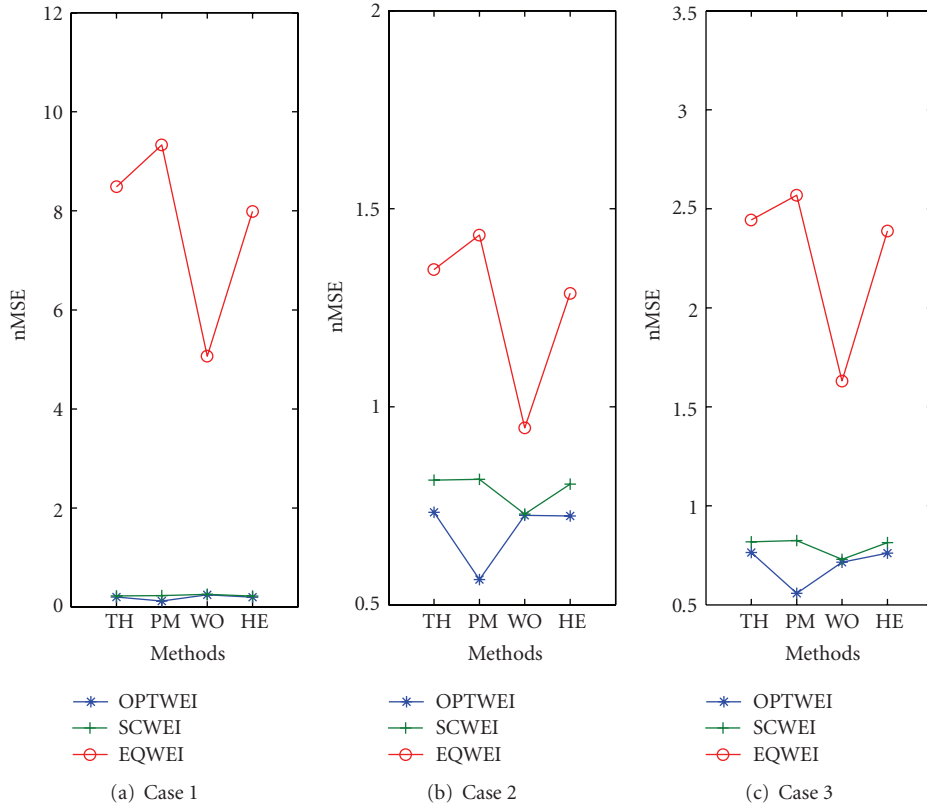 12
10
8
6
4
2
0
nMSE
TH PM WO HE
Methods
OPTWEI
SCWEI
EQWEI
(a) Case 1
2
1.5
1
0.5
nMSE
TH PM WO HE
Methods
OPTWEI
SCWEI
EQWEI
(b) Case 2
3.5
3
2.5
2
1.5
1
0.5
nMSE
TH PM WO HE
Methods
OPTWEI
SCWEI
EQWEI
(c) Case 3